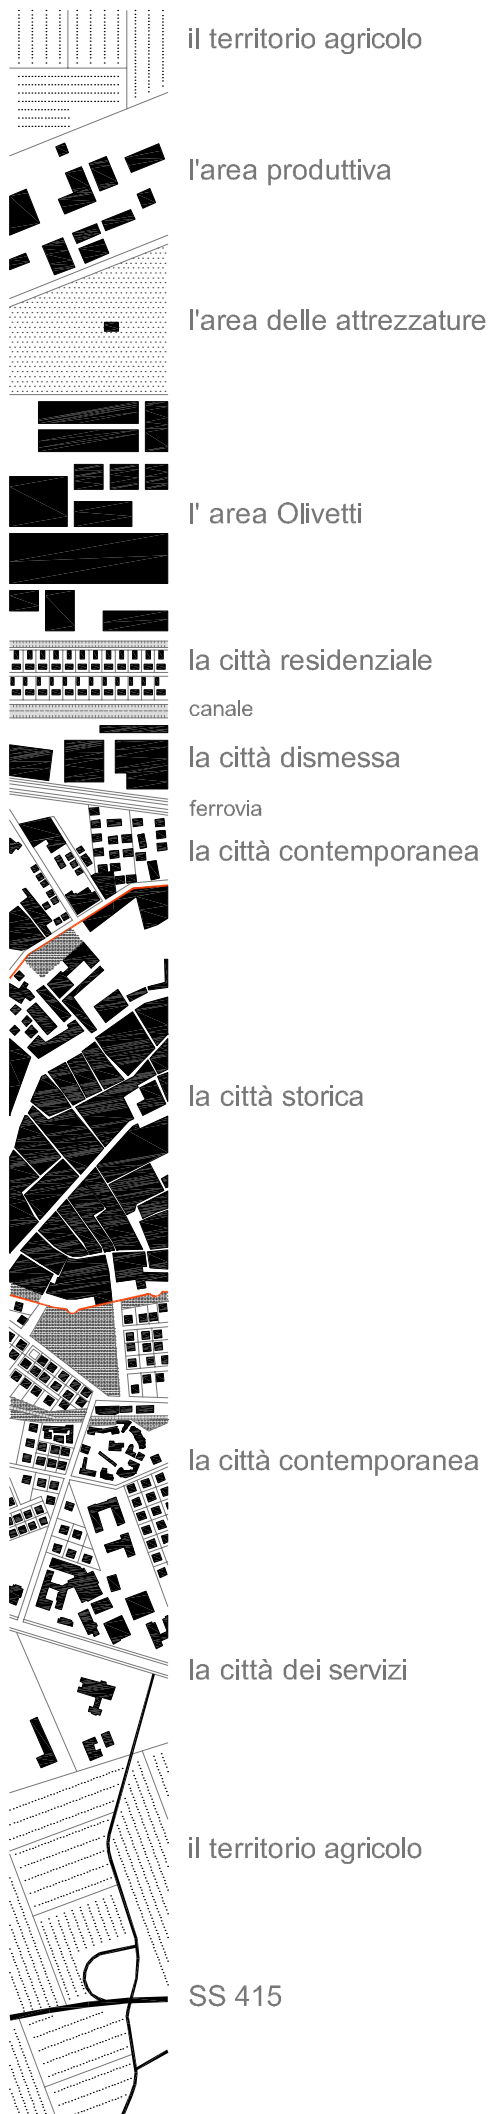 il territorio agricolo
l'area produttiva
l'area delle attrezzature
l' area Olivetti
la città residenziale
canale
la città dismessa
ferrovia
la città contemporanea
la città storica
la città contemporanea
la città dei servizi
il territorio agricolo
SS 415